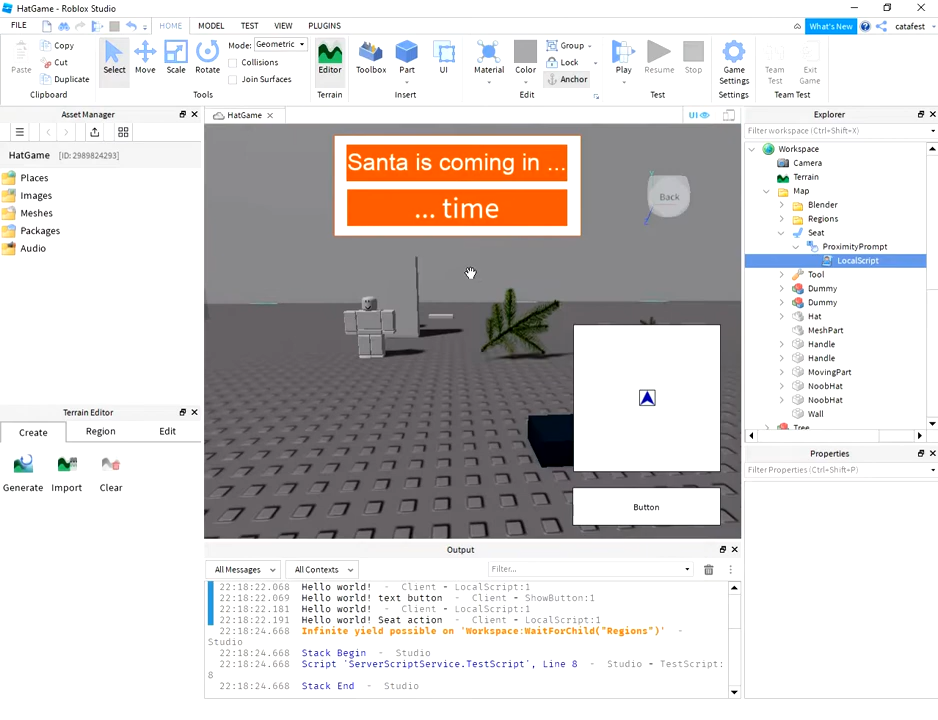 HatGame - Roblox Studio
FILE
HOME
MODEL
TEST
VIEW
PLUGINS
What's New
catafest
Paste
Copy
Cut
Duplicate
Clipboard
Select
Move
Scale
Rotate
Mode:
Geometric
Collisions
Join Surfaces
Tools
Editor
Terrain
Toolbox
Part
UI
Insert
Material
Color
Group
Lock
Anchor
Edit
Play
Resume
Stop
Test
Game Settings
Settings
Team Test
Exit Game
Team Test
Asset Manager
HatGame [ID: 2989824293]
Places
Images
Meshes
Packages
Audio
Terrain Editor
Create
Region
Edit
Generate
Import
Clear
HatGame
UI
Santa is coming in ...
... time
Back
Y
Z
Button
Output
All Messages
All Contexts
Filter...
22:18:22.068 Hello world! - Client - LocalScript:1
22:18:22.069 Hello world! text button - Client - ShowButton:1
22:18:22.181 Hello world! - Client - LocalScript:1
22:18:22.191 Hello world! Seat action - Client - LocalScript:1
22:18:24.668 Infinite yield possible on 'Workspace:WaitForChild("Regions")' -
Studio
22:18:24.668 Stack Begin - Studio
22:18:24.668 Script 'ServerScriptService.TestScript', Line 8 - Studio - TestScript:
8
22:18:24.668 Stack End - Studio
Explorer
Filter workspace (Ctrl+Shift+X)
Workspace
Camera
Terrain
Map
Blender
Regions
Seat
ProximityPrompt
LocalScript
Tool
Dummy
Dummy
Hat
MeshPart
Handle
Handle
MovingPart
NoobHat
NoobHat
Wall
Tree
Properties
Filter Properties (Ctrl+Shift+P)